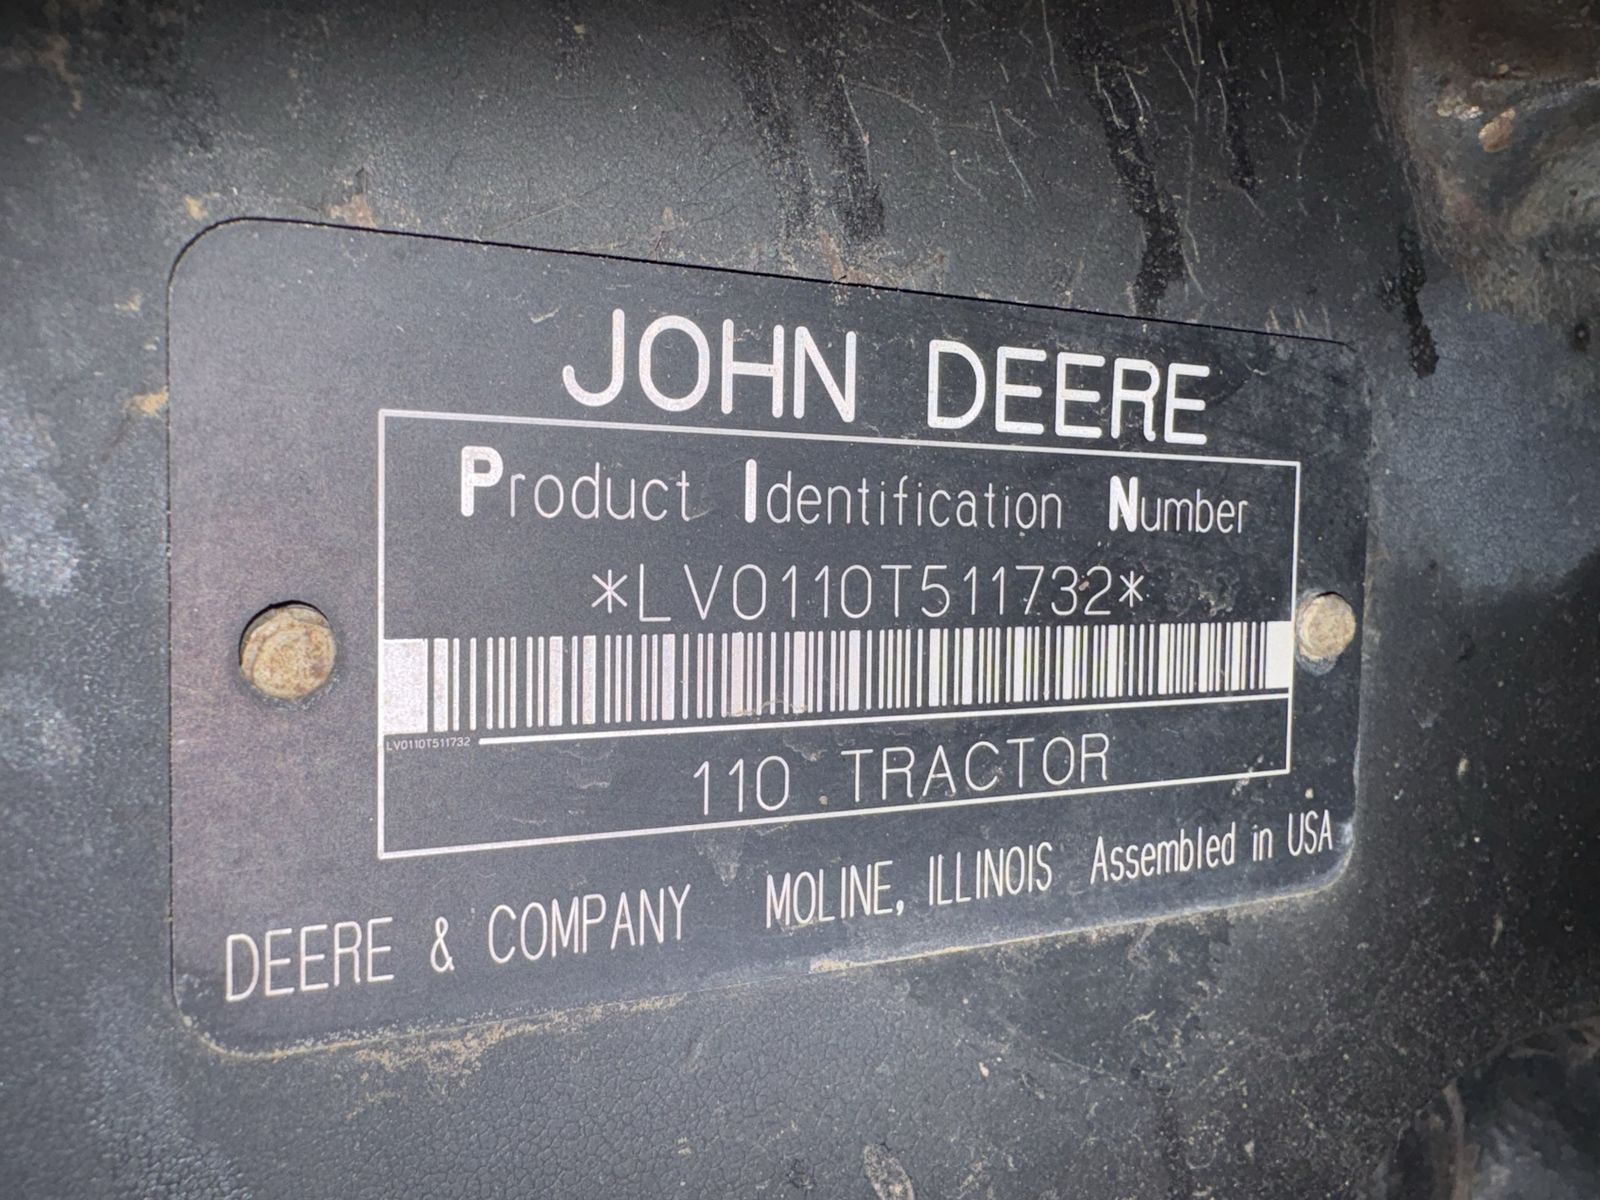 JOHN DEERE
Product Identification Number
*LV0110T511732*
LV0110T511732
110 TRACTOR
DEERE & COMPANY MOLINE, ILLINOIS Assembled in USA